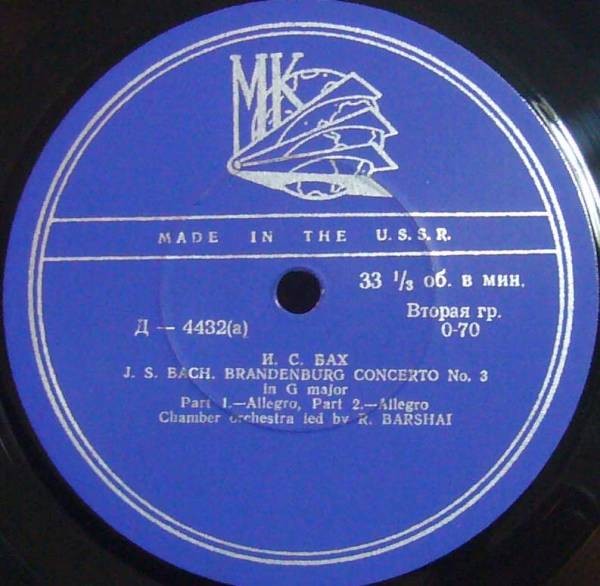 МК
MADE IN THE U.S.S.R.
33 ⅓ об. в мин.
Вторая гр.
Д — 4432(а)
0-70
И. С. БАХ
J. S. BACH. BRANDENBURG CONCERTO No. 3
in G major
Part 1.—Allegro, Part 2.—Allegro
Chamber orchestra led by R. BARSHAI